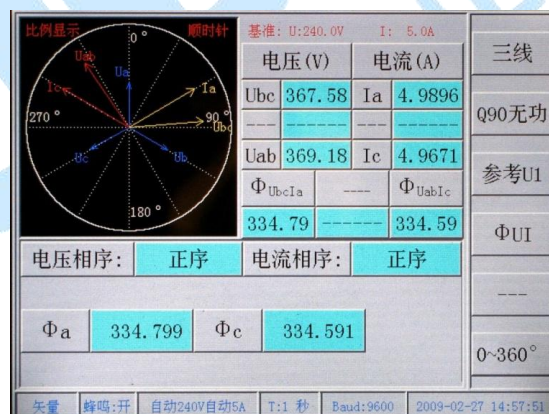 比例显示 顺时针 基准: U:240.0V I: 5.0A
0°
Uab Ua
Ic Ia
270° 90° Ubc
Uc Ub
180°
电压(V) 电流(A)
Ubc 367.58 Ia 4.9896
--- ------ --- ------
Uab 369.18 Ic 4.9671
ΦUbcIa ---- ΦUabIc
334.79 ------ 334.59
电压相序: 正序 电流相序: 正序
Φa 334.799 Φc 334.591
三线
Q90无功
参考U1
ΦUI
---
0~360°
矢量 蜂鸣:开 自动240V自动5A T:1 秒 Baud:9600 2009-02-27 14:57:51